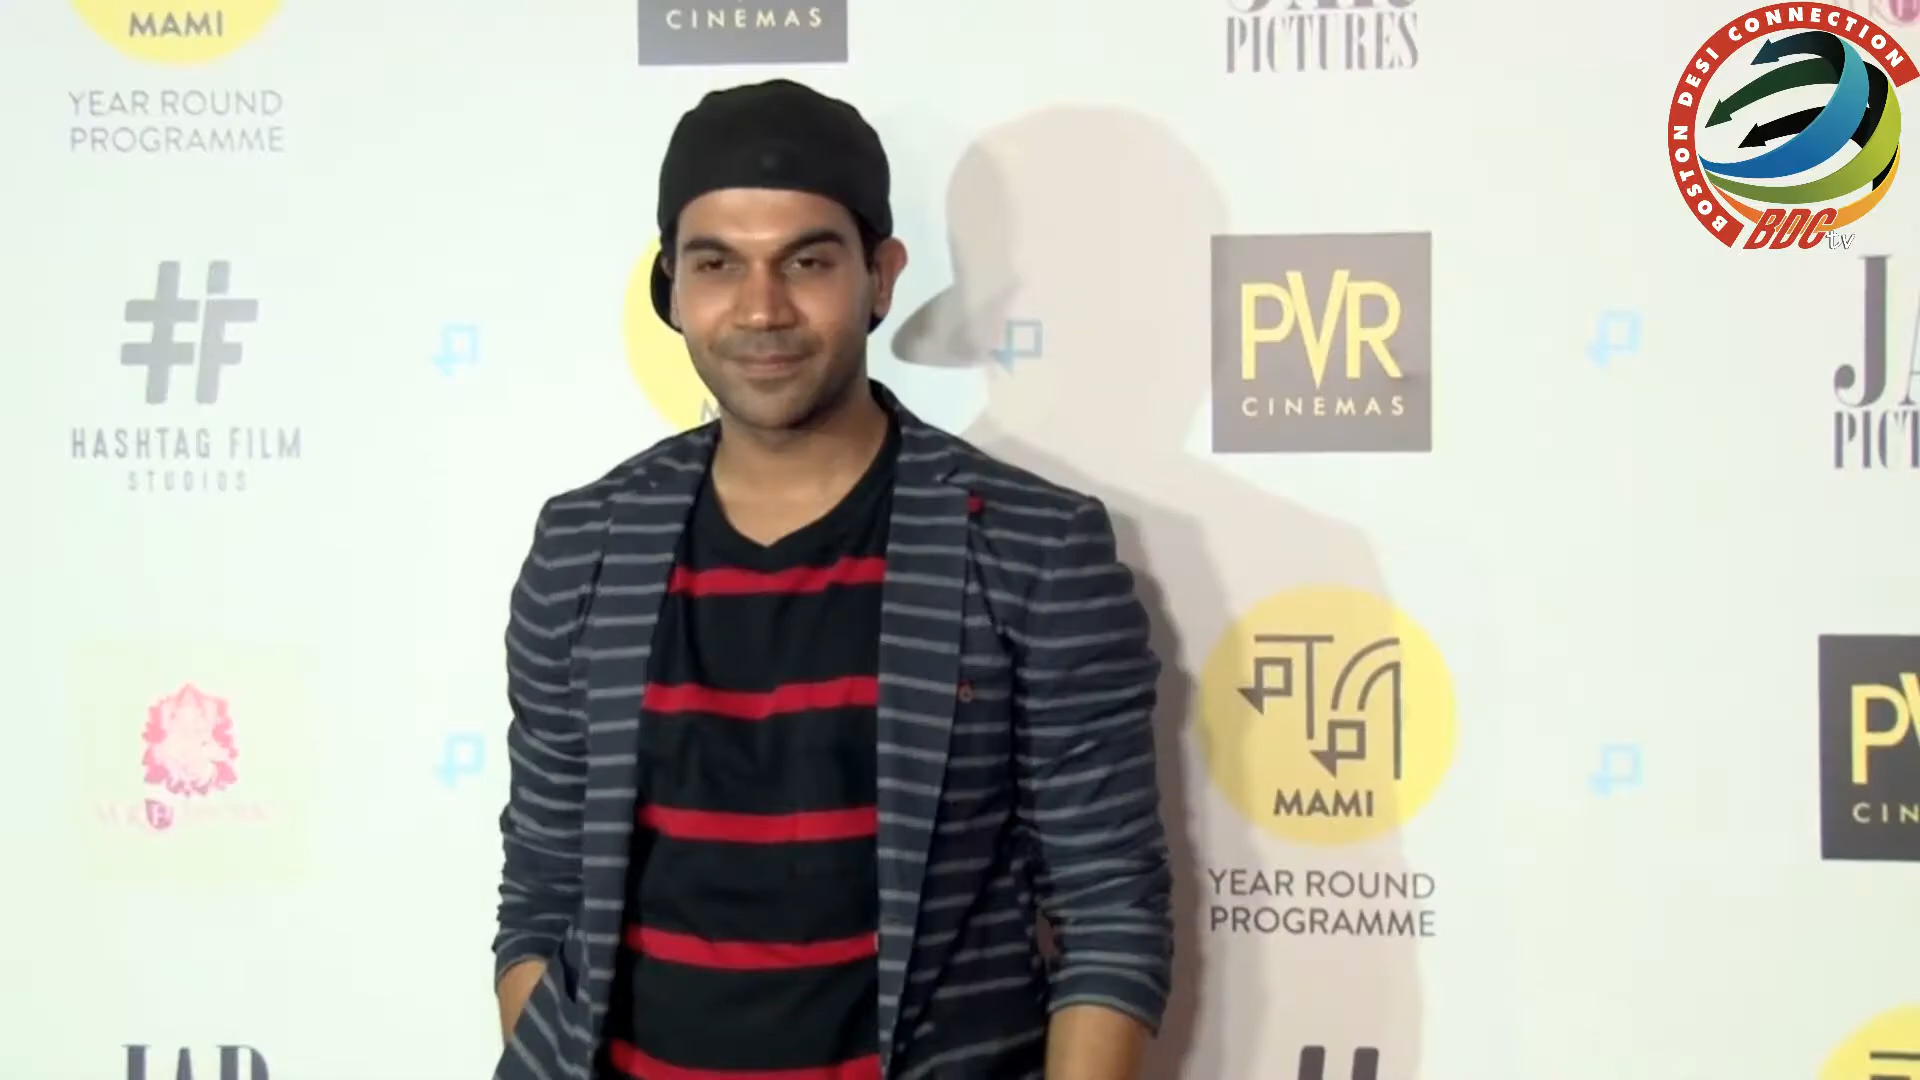 MAMI
YEAR ROUND
PROGRAMME
CINEMAS
PICTURES
BOSTON DESI CONNECTION
BDC tv
HASHTAG FILM
STUDIOS
PVR
CINEMAS
MAMI
YEAR ROUND
PROGRAMME